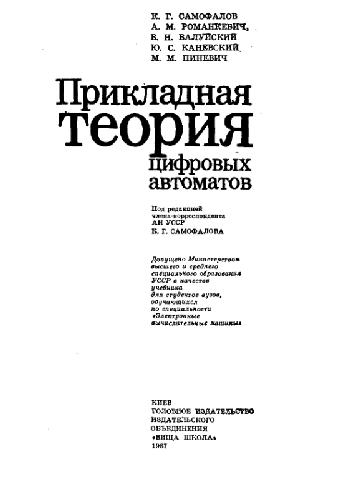 К. Г. САМОФАЛОВ
А. М. РОМАНКЕВИЧ,
В. Н. ВАЛУЙСКИЙ
Ю. С. КАНЕВСКИЙ
М. М. ПИНЕВИЧ
Прикладная
теория
цифровых
автоматов
Под редакцией
члена-корреспондента
АН УССР
К. Г. САМОФАЛОВА
Допущено Министерством
высшего и среднего
специального образования
УССР в качестве
учебника
для студентов вузов,
обучающихся
по специальности
«Электронные
вычислительные машины»
КИЕВ
ГОЛОВНОЕ ИЗДАТЕЛЬСТВО
ИЗДАТЕЛЬСКОГО
ОБЪЕДИНЕНИЯ
«ВИЩА ШКОЛА»
1987